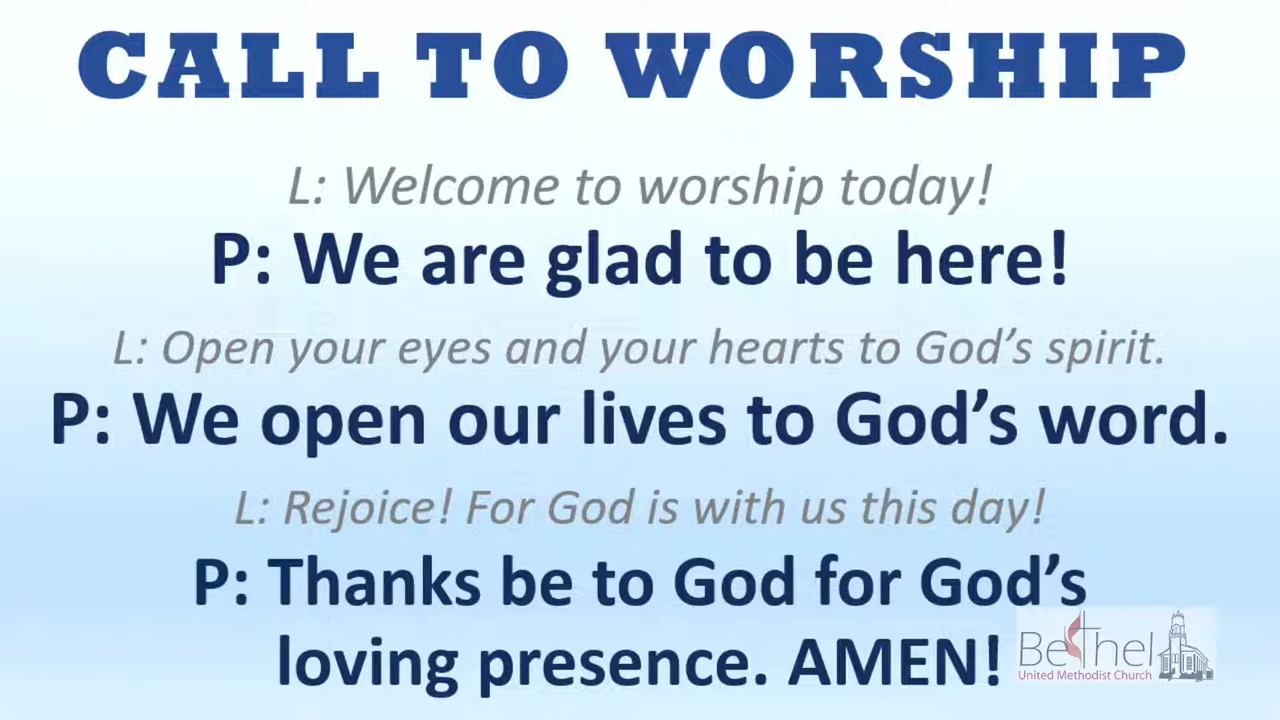 CALL TO WORSHIP
L: Welcome to worship today!
P: We are glad to be here!
L: Open your eyes and your hearts to God's spirit.
P: We open our lives to God's word.
L: Rejoice! For God is with us this day!
P: Thanks be to God for God's
loving presence. AMEN!
Bethel
United Methodist Church